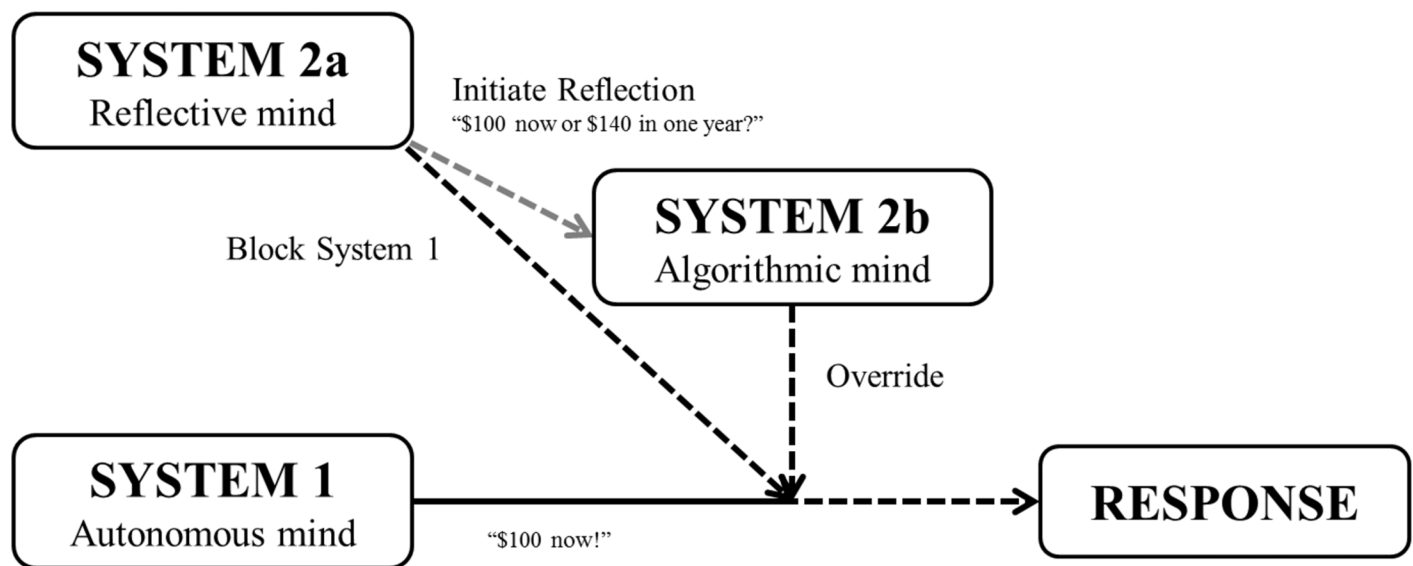 SYSTEM 2a
Reflective mind
Initiate Reflection
“$100 now or $140 in one year?”
SYSTEM 2b
Algorithmic mind
Block System 1
Override
SYSTEM 1
Autonomous mind
“$100 now!”
RESPONSE